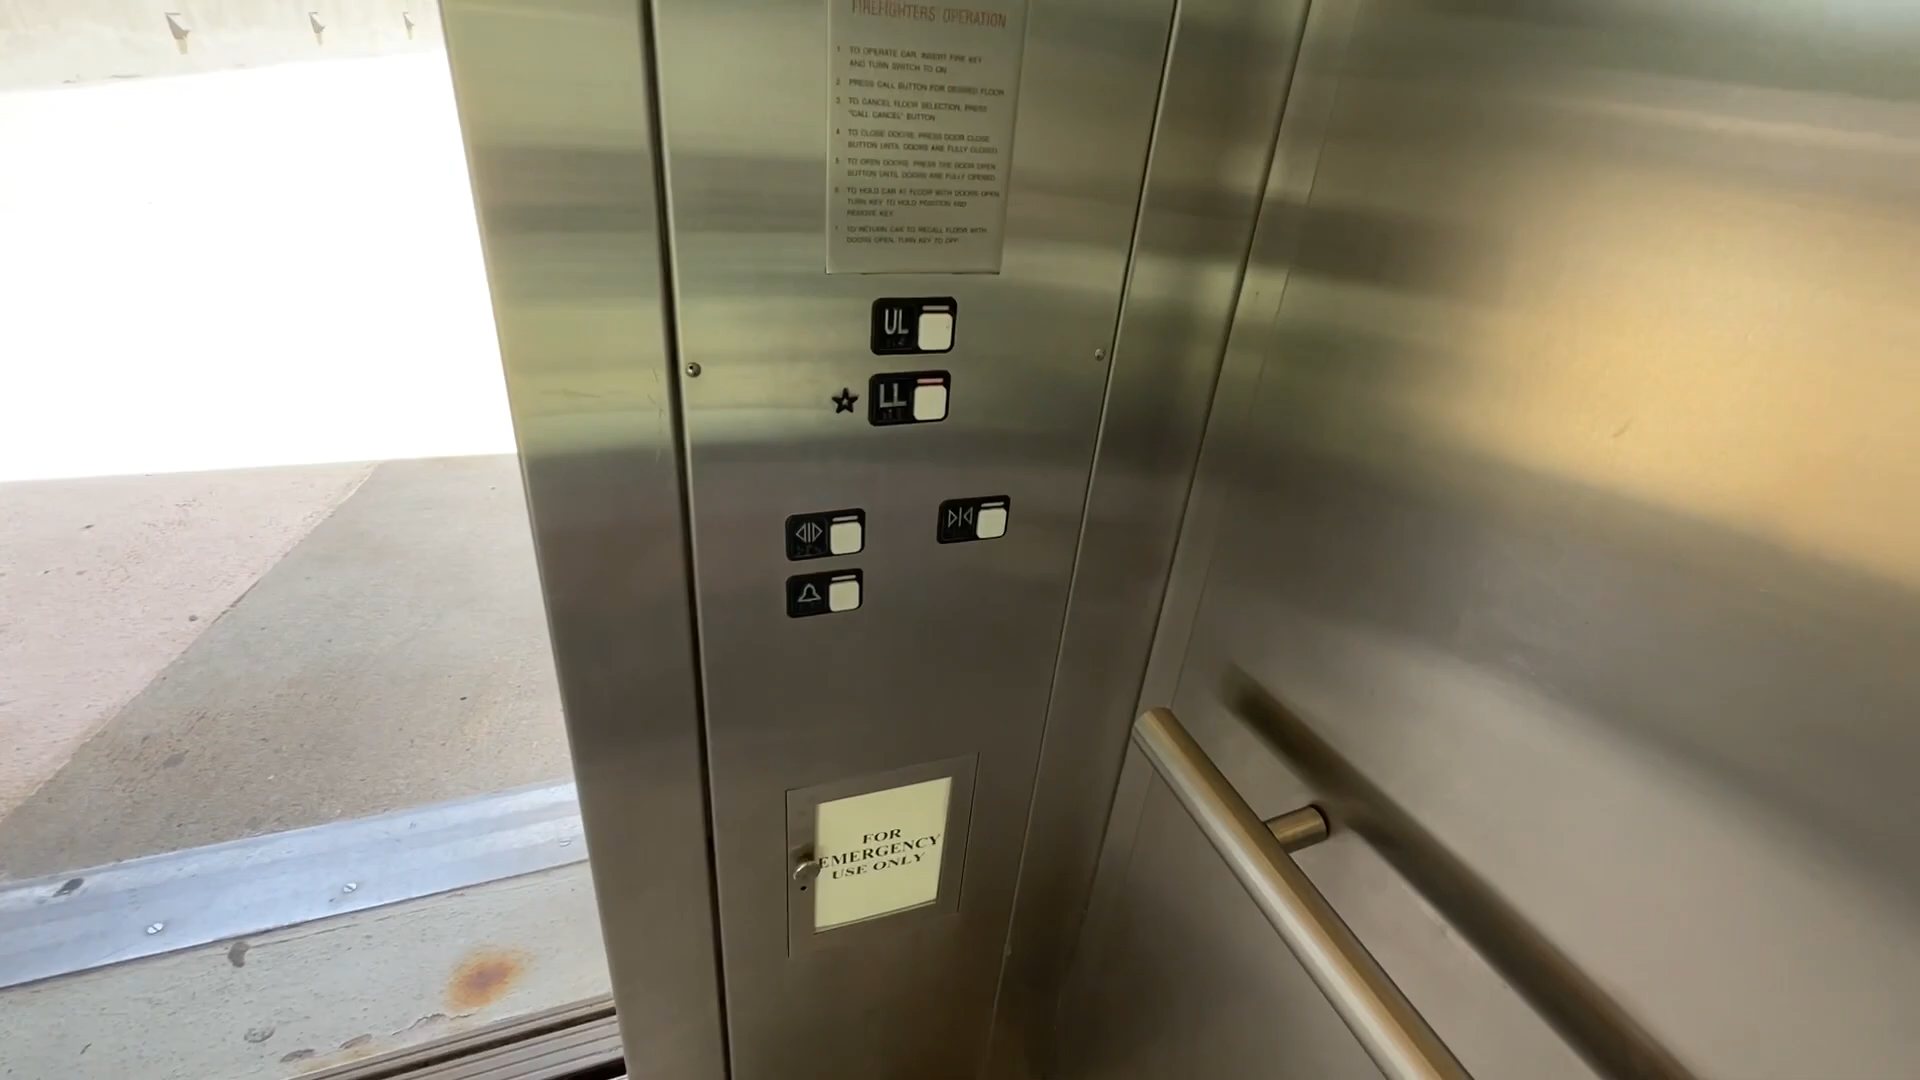 FIREFIGHTERS' OPERATION
1 TO OPERATE CAR, INSERT FIRE KEY
AND TURN SWITCH TO ON
2 PRESS CALL BUTTON FOR DESIRED FLOOR
3 TO CANCEL FLOOR SELECTION, PRESS
"CALL CANCEL" BUTTON
4 TO CLOSE DOORS, PRESS DOOR CLOSE
BUTTON UNTIL DOORS ARE FULLY CLOSED
5 TO OPEN DOORS, PRESS THE DOOR OPEN
BUTTON UNTIL DOORS ARE FULLY OPENED
6 TO HOLD CAR AT FLOOR WITH DOORS OPEN
TURN KEY TO HOLD POSITION AND
REMOVE KEY
7 TO RETURN CAR TO RECALL FLOOR WITH
DOORS OPEN, TURN KEY TO OFF
UL
LL
FOR
EMERGENCY
USE ONLY